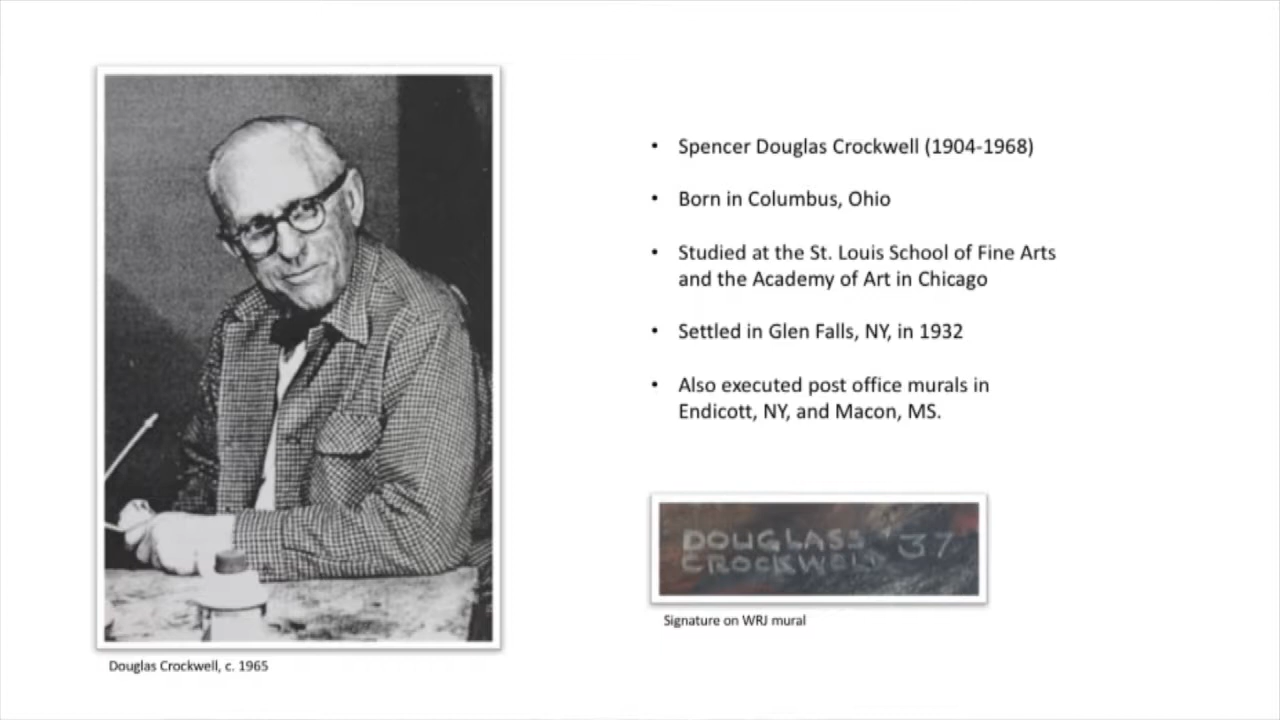 • Spencer Douglas Crockwell (1904-1968)
• Born in Columbus, Ohio
• Studied at the St. Louis School of Fine Arts
and the Academy of Art in Chicago
• Settled in Glen Falls, NY, in 1932
• Also executed post office murals in
Endicott, NY, and Macon, MS.
DOUGLASS '37
CROCKWELL
Signature on WRJ mural
Douglas Crockwell, c. 1965